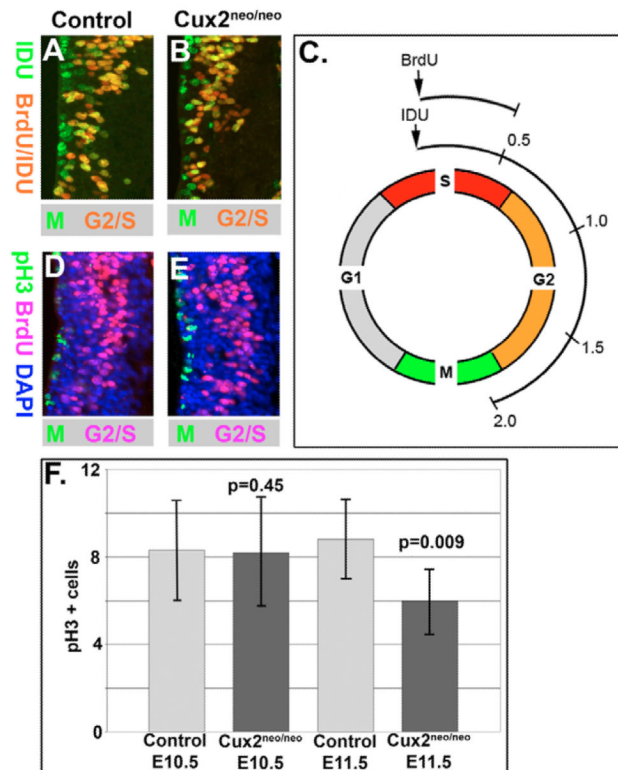 Control
Cux2neo/neo
A
B
IDU BrdU/IDU
M G2/S
M G2/S
D
E
pH3 BrdU DAPI
M G2/S
M G2/S
C.
BrdU
IDU
0.5
S
1.0
G1
G2
1.5
M
2.0
F.
12
p=0.45
p=0.009
8
pH3 + cells
4
0
Control Cux2neo/neo Control Cux2neo/neo
E10.5 E10.5 E11.5 E11.5